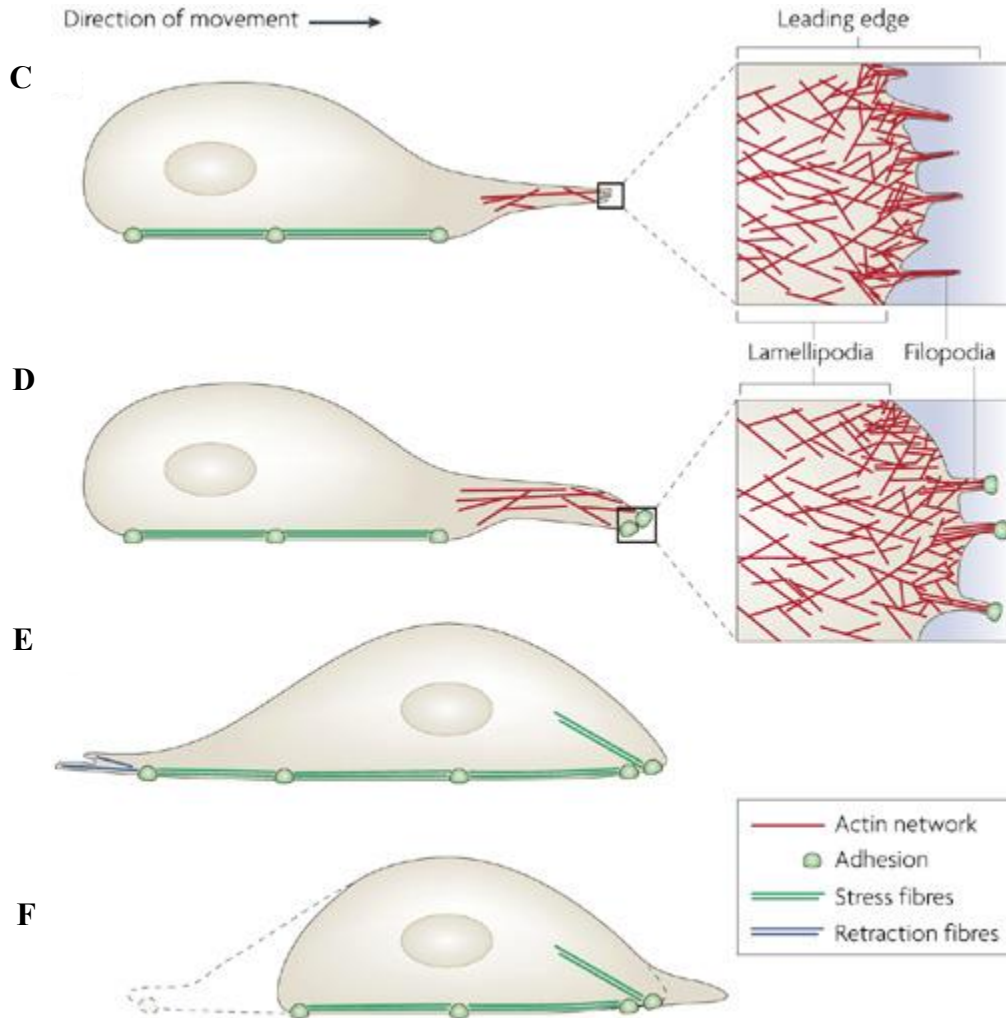 Direction of movement
Leading edge
C
Lamellipodia
Filopodia
D
E
Actin network
Adhesion
Stress fibres
Retraction fibres
F